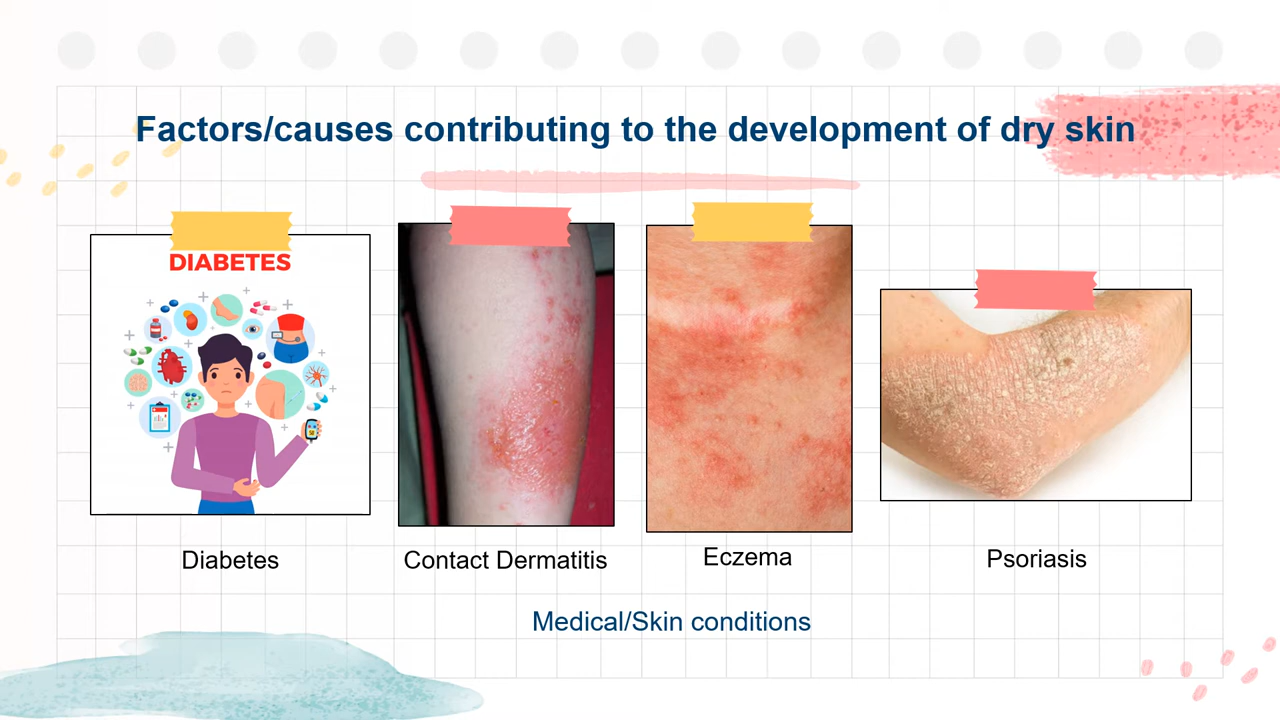 Factors/causes contributing to the development of dry skin
DIABETES
Diabetes
Contact Dermatitis
Eczema
Psoriasis
Medical/Skin conditions